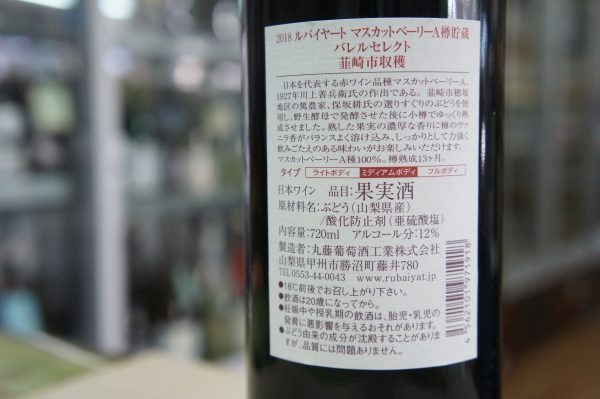 2018 ルバイヤート マスカットベーリーA樽貯蔵
バレルセレクト
韮崎市収穫
日本を代表する赤ワイン品種マスカットベーリーA。
1927年川上善兵衛氏の作出である。韮崎市穂坂
地区の篤農家、保坂耕氏の選りすぐりのぶどうを使
用し、野生酵母で発酵させた後に小樽でゆっくり熟
成させました。熟した果実の濃厚な香りに樽のヴァ
ニラ香がバランスよく溶け込み、しっとりとして力強く
飲みごたえのある味わいがお楽しみいただけます。
マスカットベーリーA種100%。樽熟成13ヶ月。
タイプ ライトボディ ミディアムボディ フルボディ
日本ワイン 品目:果実酒
原材料名:ぶどう(山梨県産)
/酸化防止剤(亜硫酸塩)
内容量:720ml アルコール分:12%
製造者:丸藤葡萄酒工業株式会社
山梨県甲州市勝沼町藤井780
TEL0553-44-0043 www.rubaiyat.jp
●18℃前後でお召し上がり下さい。
●飲酒は20歳になってから。
●妊娠中や授乳期の飲酒は、胎児・乳児の
発育に悪影響を与えるおそれがあります。
●ぶどう由来の成分が沈殿することがありま
すが、品質には問題ありません。
4 562101 971918